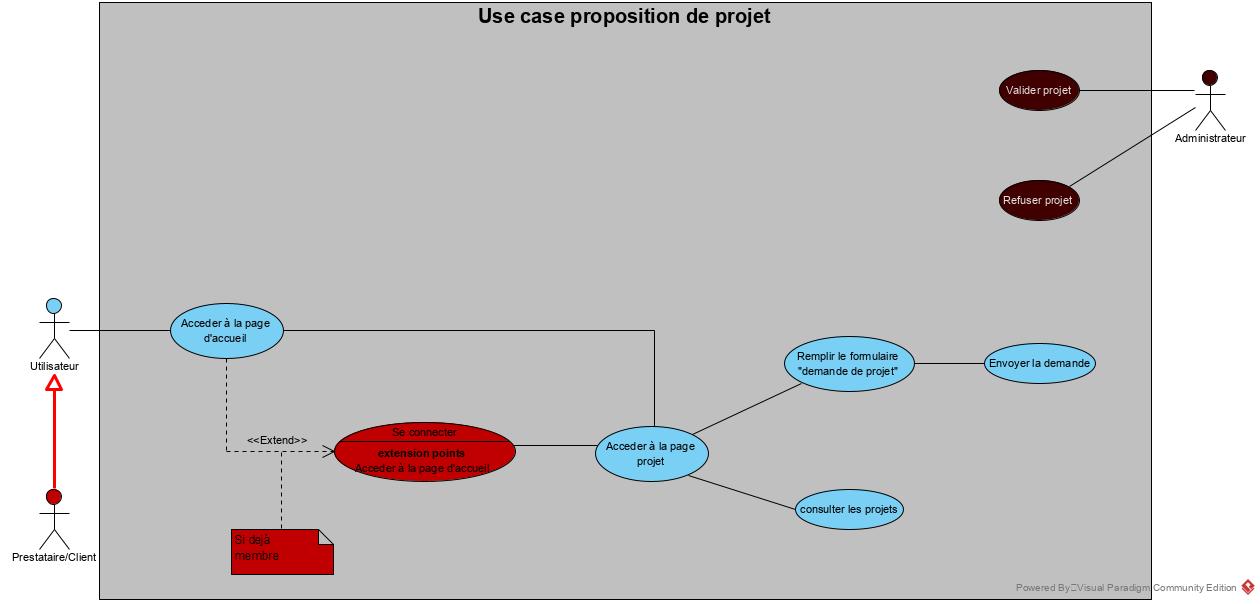 Use case proposition de projet
Valider projet
Administrateur
Refuser projet
Acceder à la page
d'accueil
Utilisateur
Remplir le formulaire
"demande de projet"
Envoyer la demande
<<Extend>>
Se connecter
extension points
Acceder à la page d'accueil
Acceder à la page
projet
consulter les projets
Si dejà
membre
Prestataire/Client
Powered By Visual Paradigm Community Edition